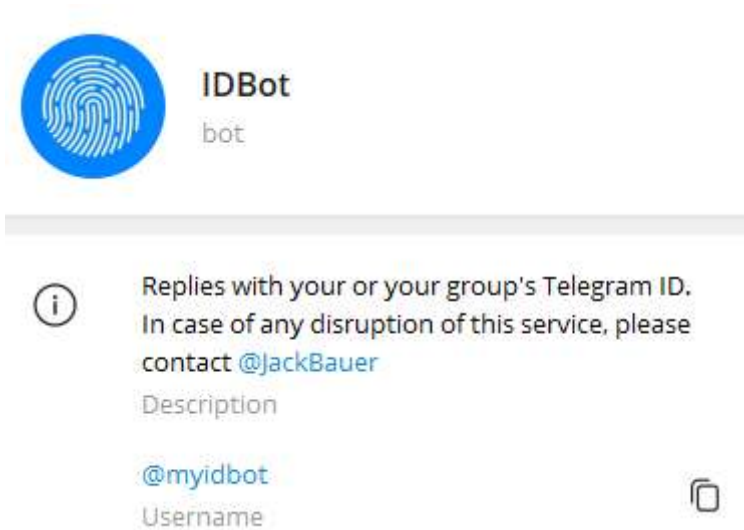 IDBot
bot
Replies with your or your group's Telegram ID.
In case of any disruption of this service, please
contact @JackBauer
Description
@myidbot
Username